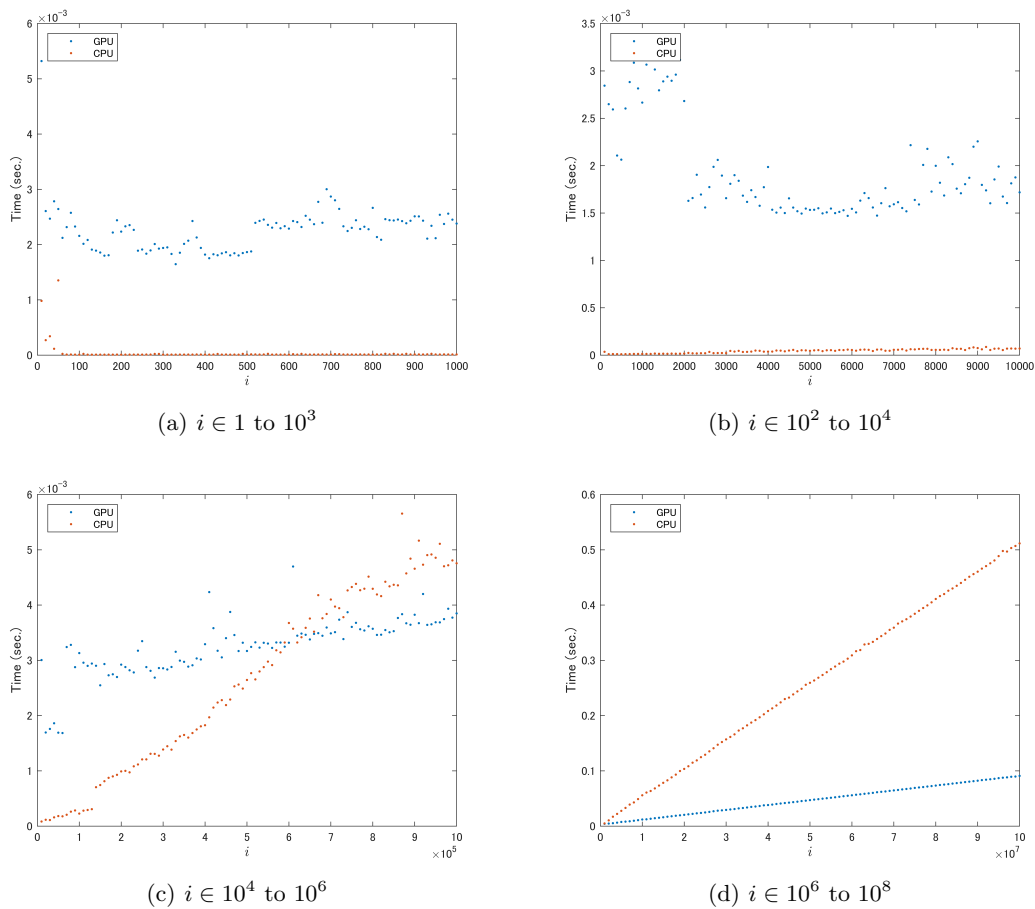 ×10⁻³
6
5
4
3
2
1
0
Time (sec.)
GPU
CPU
0 100 200 300 400 500 600 700 800 900 1000
i
(a) i ∈ 1 to 10³
×10⁻³
3.5
3
2.5
2
1.5
1
0.5
0
Time (sec.)
GPU
CPU
0 1000 2000 3000 4000 5000 6000 7000 8000 9000 10000
i
(b) i ∈ 10² to 10⁴
×10⁻³
6
5
4
3
2
1
0
Time (sec.)
GPU
CPU
0 2 4 6 8 10
×10⁵
i
(c) i ∈ 10⁴ to 10⁶
0.6
0.5
0.4
0.3
0.2
0.1
0
Time (sec.)
GPU
CPU
0 1 2 3 4 5 6 7 8 9 10
×10⁷
i
(d) i ∈ 10⁶ to 10⁸